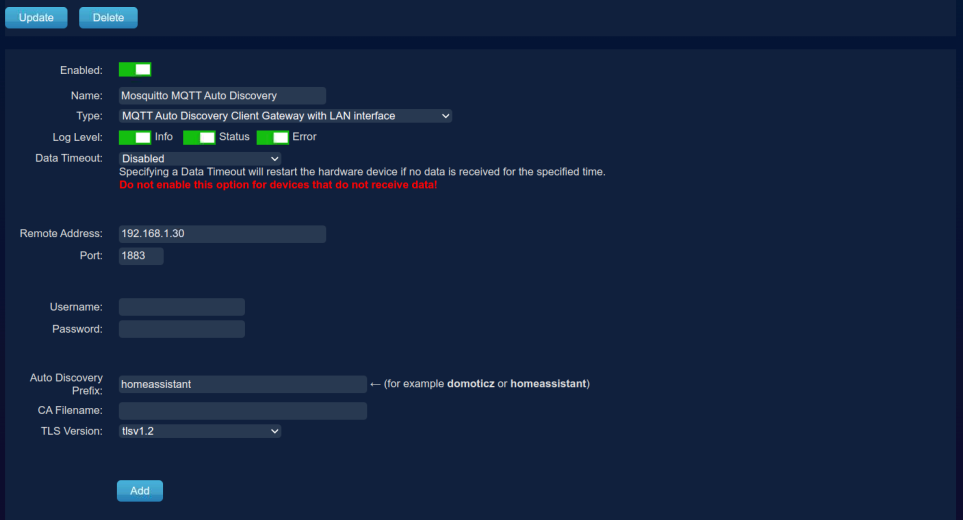 Update Delete
Enabled:
Name: Mosquitto MQTT Auto Discovery
Type: MQTT Auto Discovery Client Gateway with LAN interface
Log Level: Info Status Error
Data Timeout: Disabled
Specifying a Data Timeout will restart the hardware device if no data is received for the specified time.
Do not enable this option for devices that do not receive data!
Remote Address: 192.168.1.30
Port: 1883
Username:
Password:
Auto Discovery
Prefix: homeassistant ← (for example domoticz or homeassistant)
CA Filename:
TLS Version: tlsv1.2
Add